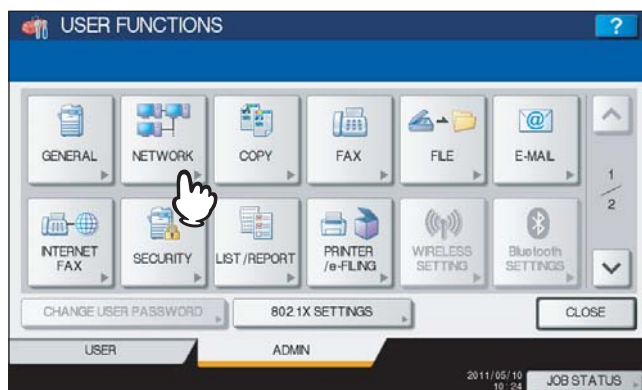 USER FUNCTIONS
?
GENERAL NETWORK COPY FAX FILE E-MAIL
@
1
2
INTERNET FAX SECURITY LIST/REPORT PRINTER /e-FILING WIRELESS SETTING Bluetooth SETTINGS
CHANGE USER PASSWORD 802.1X SETTINGS CLOSE
USER ADMIN
2011/05/10
10:24
JOB STATUS